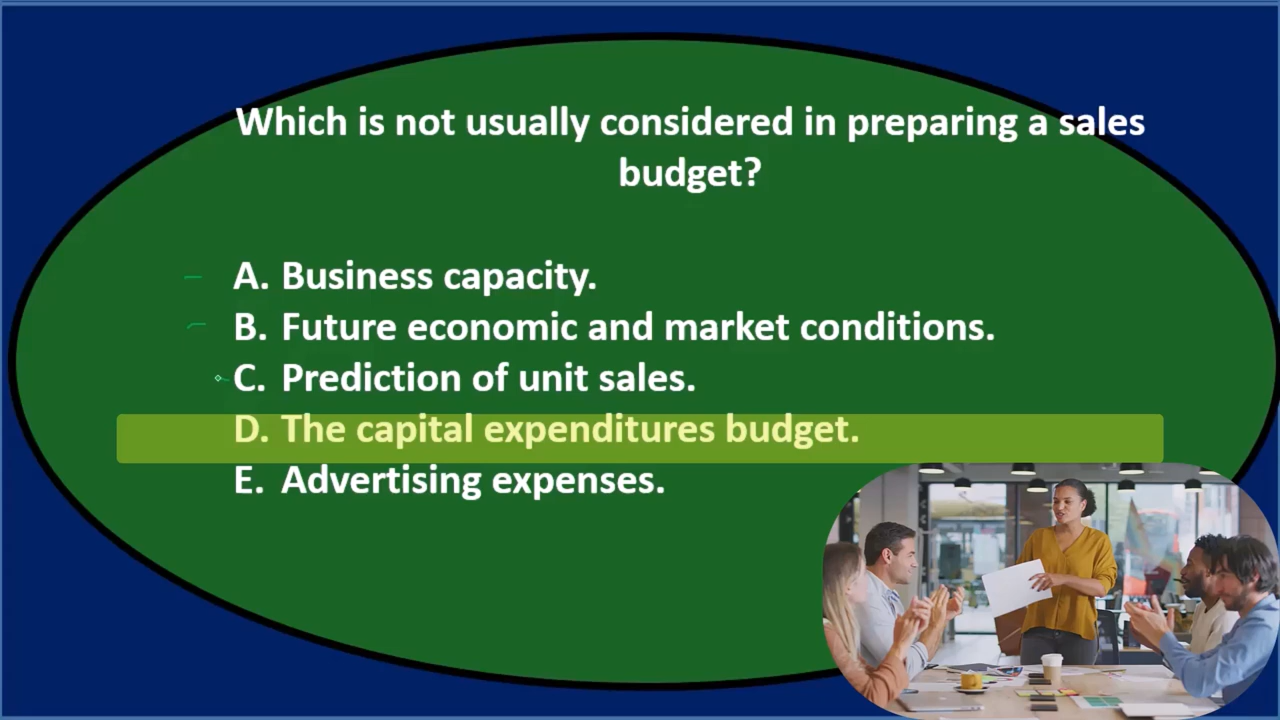 Which is not usually considered in preparing a sales
budget?
A. Business capacity.
B. Future economic and market conditions.
C. Prediction of unit sales.
D. The capital expenditures budget.
E. Advertising expenses.